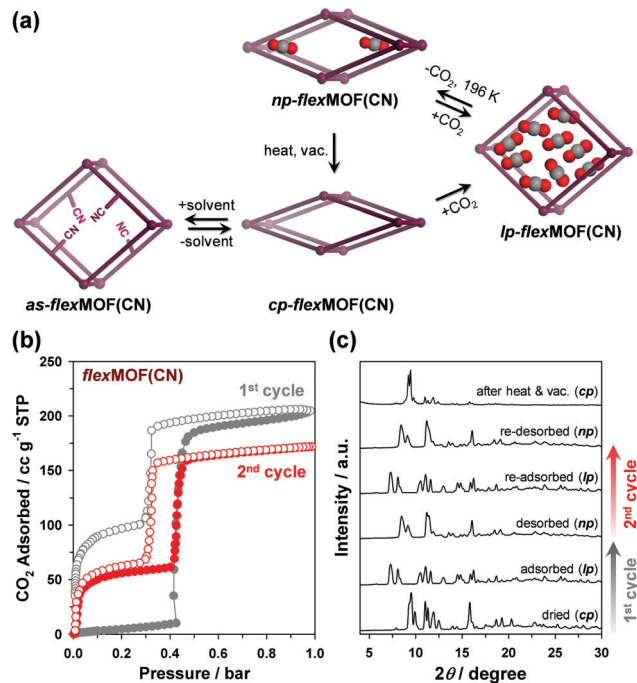 (a)
np-flexMOF(CN)
-CO₂, 196 K
+CO₂
heat, vac.
+CO₂
lp-flexMOF(CN)
CN
NC
CN
NC
+solvent
-solvent
as-flexMOF(CN)
cp-flexMOF(CN)
(b)
flexMOF(CN)
1st cycle
2nd cycle
CO₂ Adsorbed / cc g⁻¹ STP
250
200
150
100
50
0
0.0 0.2 0.4 0.6 0.8 1.0
Pressure / bar
(c)
Intensity / a.u.
after heat & vac. (cp)
re-desorbed (np)
re-adsorbed (lp)
desorbed (np)
adsorbed (lp)
dried (cp)
2nd cycle
1st cycle
5 10 15 20 25 30
2θ / degree